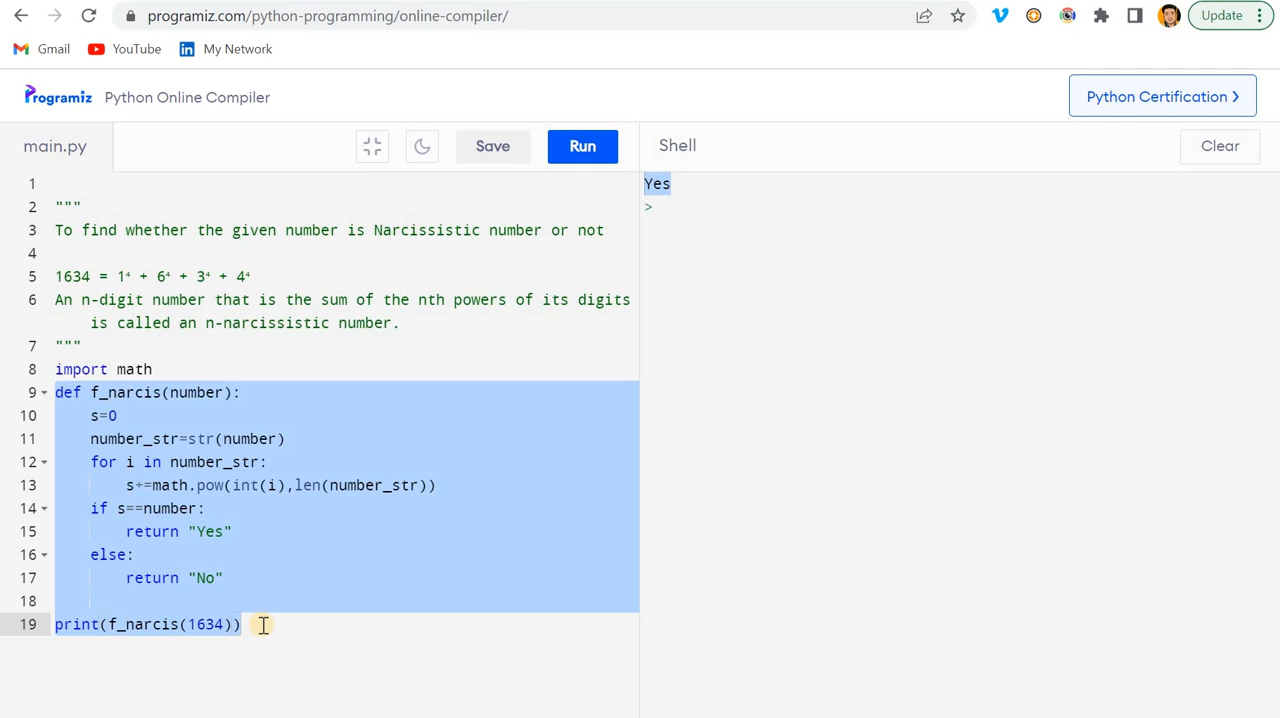 programiz.com/python-programming/online-compiler/
Update
Gmail
YouTube
My Network
Programiz
Python Online Compiler
Python Certification
main.py
Save
Run
Shell
Clear
1
2 """
3 To find whether the given number is Narcissistic number or not
4
5 1634 = 1⁴ + 6⁴ + 3⁴ + 4⁴
6 An n-digit number that is the sum of the nth powers of its digits
is called an n-narcissistic number.
7 """
8 import math
9 def f_narcis(number):
10     s=0
11     number_str=str(number)
12     for i in number_str:
13         s+=math.pow(int(i),len(number_str))
14     if s==number:
15         return "Yes"
16     else:
17         return "No"
18
19 print(f_narcis(1634))
Yes
>